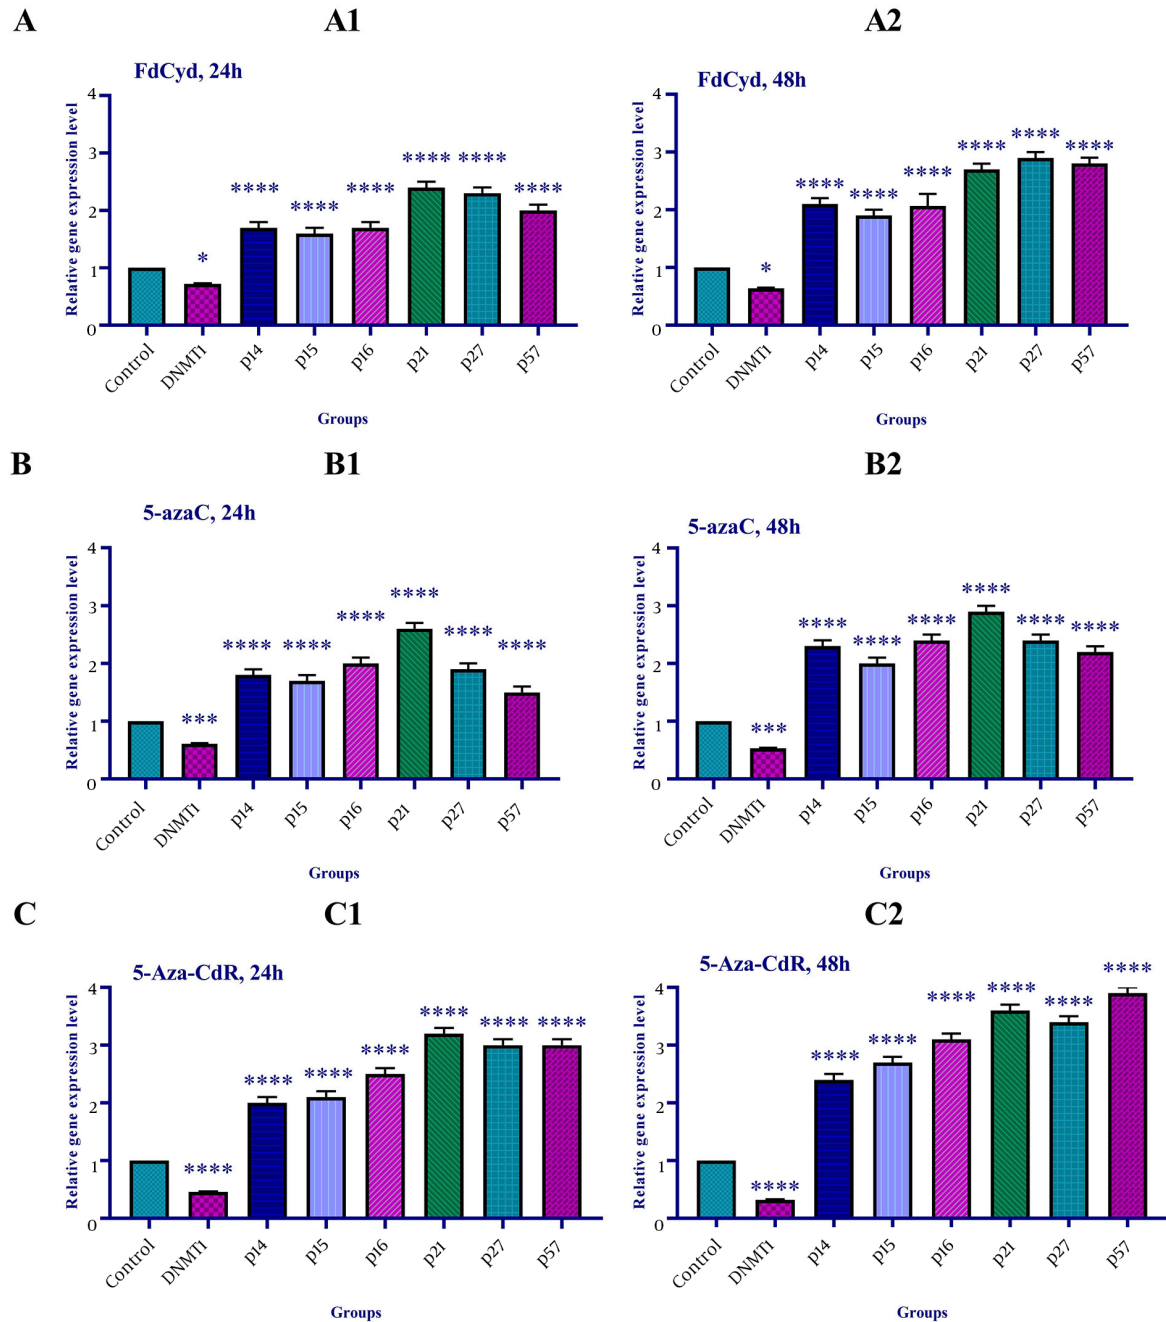 A
A1
A2
FdCyd, 24h
Relative gene expression level
4
3
2
1
0
* 
****
****
****
****
****
****
Control
DNMT1
p14
p15
p16
p21
p27
p57
Groups
FdCyd, 48h
Relative gene expression level
4
3
2
1
0
*
****
****
****
****
****
****
Control
DNMT1
p14
p15
p16
p21
p27
p57
B
B1
B2
5-azaC, 24h
Relative gene expression level
4
3
2
1
0
***
****
****
****
****
****
****
Control
DNMT1
p14
p15
p16
p21
p27
p57
Groups
5-azaC, 48h
Relative gene expression level
4
3
2
1
0
***
****
****
****
****
****
****
Control
DNMT1
p14
p15
p16
p21
p27
p57
Groups
C
C1
C2
5-Aza-CdR, 24h
Relative gene expression level
4
3
2
1
0
****
****
****
****
****
****
****
Control
DNMT1
p14
p15
p16
p21
p27
p57
Groups
5-Aza-CdR, 48h
Relative gene expression level
4
3
2
1
0
****
****
****
****
****
****
****
Control
DNMT1
p14
p15
p16
p21
p27
p57
Groups